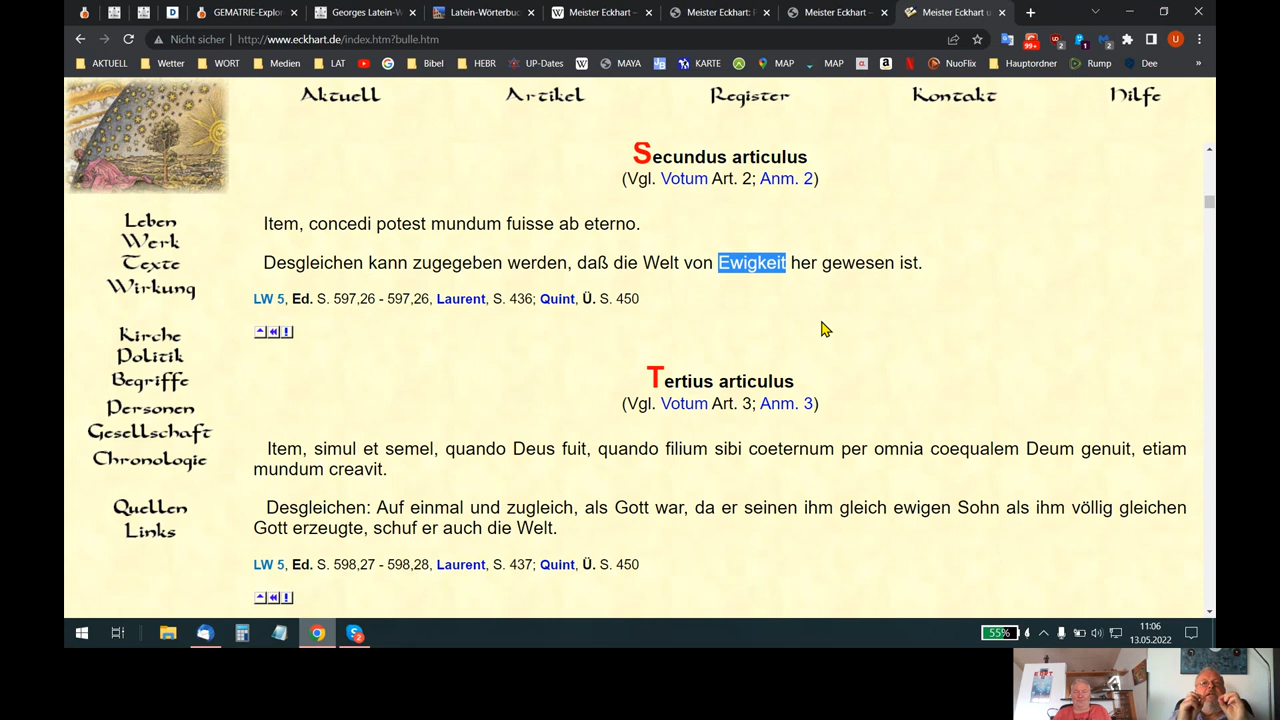 GEMATRIE-Explor
Georges Latein-W
Latein-Wörterbuc
Meister Eckhart –
Meister Eckhart: F
Meister Eckhart –
Meister Eckhart u
Nicht sicher
http://www.eckhart.de/index.htm?bulle.htm
AKTUELL
Wetter
WORT
Medien
LAT
Bibel
HEBR
UP-Dates
MAYA
KARTE
MAP
MAP
NuoFlix
Hauptordner
Rump
Dee
»
Aktuell
Artikel
Register
Kontakt
Hilfe
Leben
Werk
Texte
Wirkung
Kirche
Politik
Begriffe
Personen
Gesellschaft
Chronologie
Quellen
Links
Secundus articulus
(Vgl. Votum Art. 2; Anm. 2)
Item, concedi potest mundum fuisse ab eterno.
Desgleichen kann zugegeben werden, daß die Welt von Ewigkeit her gewesen ist.
LW 5, Ed. S. 597,26 - 597,26, Laurent, S. 436; Quint, Ü. S. 450
Tertius articulus
(Vgl. Votum Art. 3; Anm. 3)
Item, simul et semel, quando Deus fuit, quando filium sibi coeternum per omnia coequalem Deum genuit, etiam
mundum creavit.
Desgleichen: Auf einmal und zugleich, als Gott war, da er seinen ihm gleich ewigen Sohn als ihm völlig gleichen
Gott erzeugte, schuf er auch die Welt.
LW 5, Ed. S. 598,27 - 598,28, Laurent, S. 437; Quint, Ü. S. 450
55%
11:06
13.05.2022